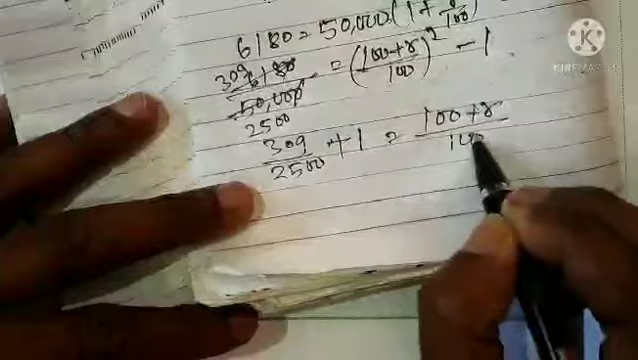 6180 = 50,000(1 + r/100)
309 6180/50,000 2500 = (100+r/100)² - 1
309/2500 + 1 = 100+r/100
KINEMASTER